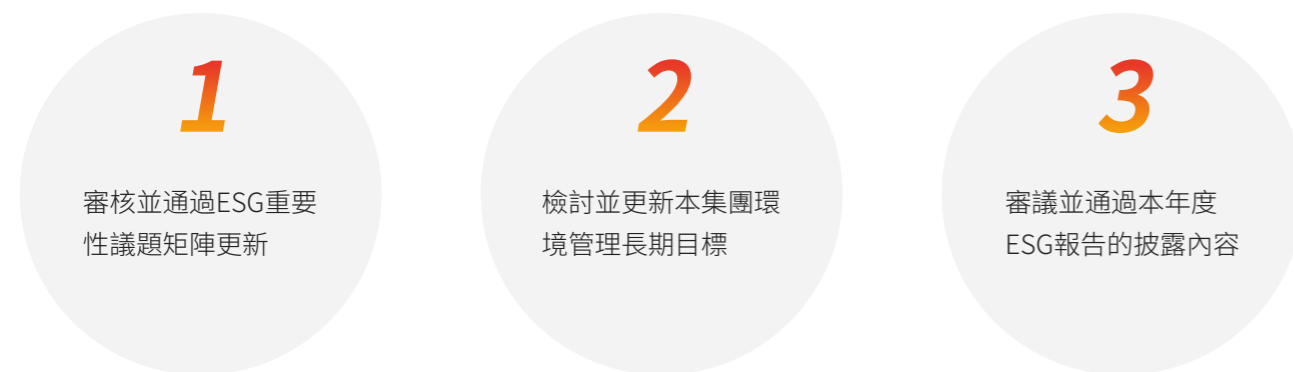 1
審核並通過ESG重要
性議題矩陣更新
2
檢討並更新本集團環
境管理長期目標
3
審議並通過本年度
ESG報告的披露內容